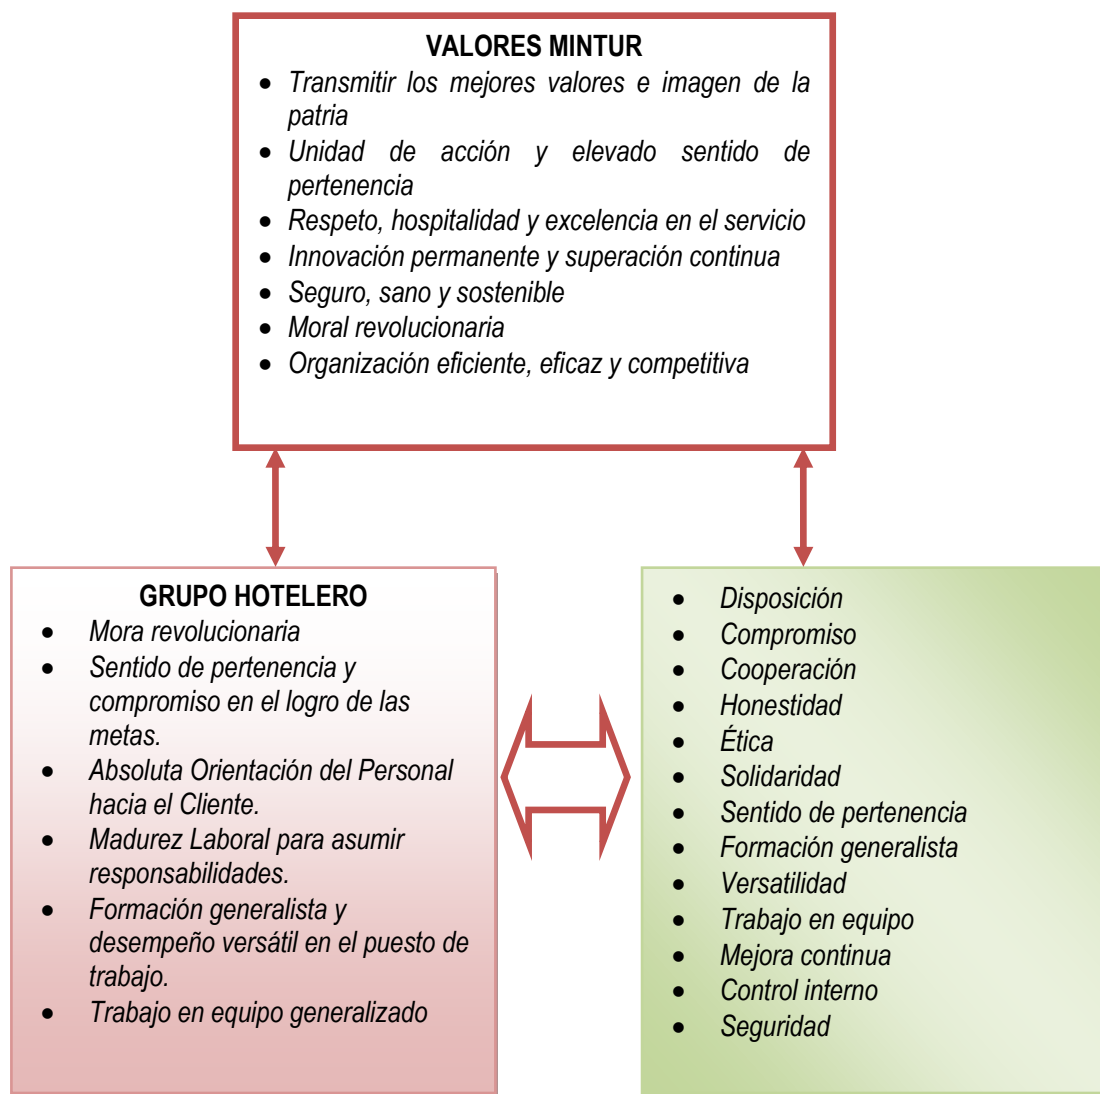 VALORES MINTUR
• Transmitir los mejores valores e imagen de la
patria
• Unidad de acción y elevado sentido de
pertenencia
• Respeto, hospitalidad y excelencia en el servicio
• Innovación permanente y superación continua
• Seguro, sano y sostenible
• Moral revolucionaria
• Organización eficiente, eficaz y competitiva
GRUPO HOTELERO
• Mora revolucionaria
• Sentido de pertenencia y
compromiso en el logro de las
metas.
• Absoluta Orientación del Personal
hacia el Cliente.
• Madurez Laboral para asumir
responsabilidades.
• Formación generalista y
desempeño versátil en el puesto de
trabajo.
• Trabajo en equipo generalizado
• Disposición
• Compromiso
• Cooperación
• Honestidad
• Ética
• Solidaridad
• Sentido de pertenencia
• Formación generalista
• Versatilidad
• Trabajo en equipo
• Mejora continua
• Control interno
• Seguridad